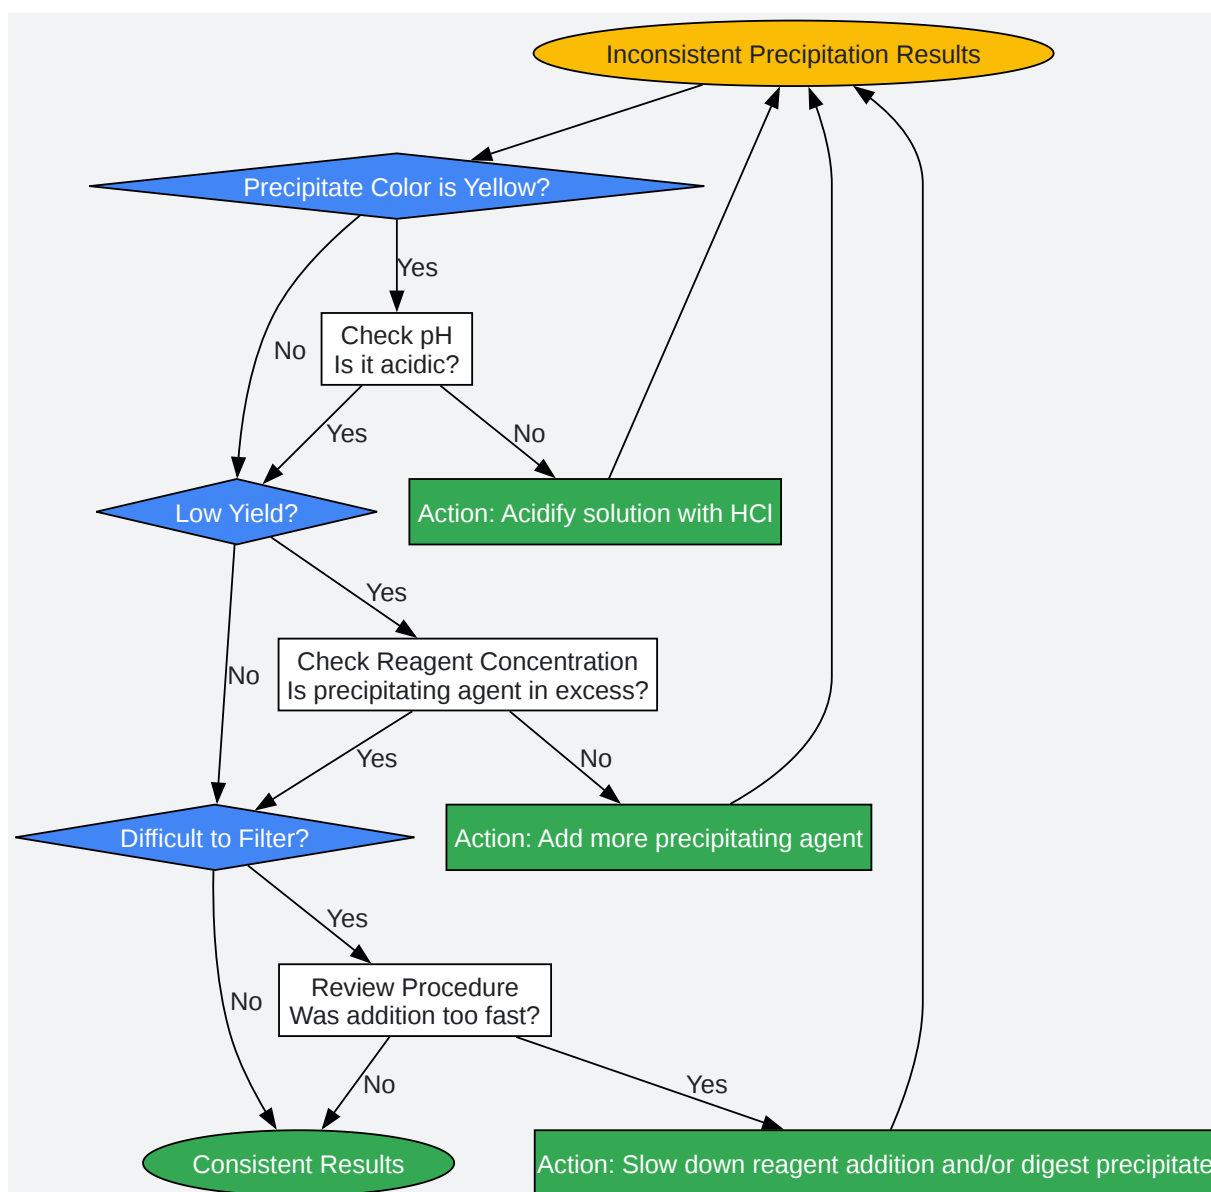 Inconsistent Precipitation Results
Precipitate Color is Yellow?
Yes
Check pH
Is it acidic?
No
Yes
No
Low Yield?
Action: Acidify solution with HCl
Yes
Check Reagent Concentration
Is precipitating agent in excess?
No
Yes
No
Difficult to Filter?
Action: Add more precipitating agent
Yes
Review Procedure
Was addition too fast?
No
No
Yes
Consistent Results
Action: Slow down reagent addition and/or digest precipitate